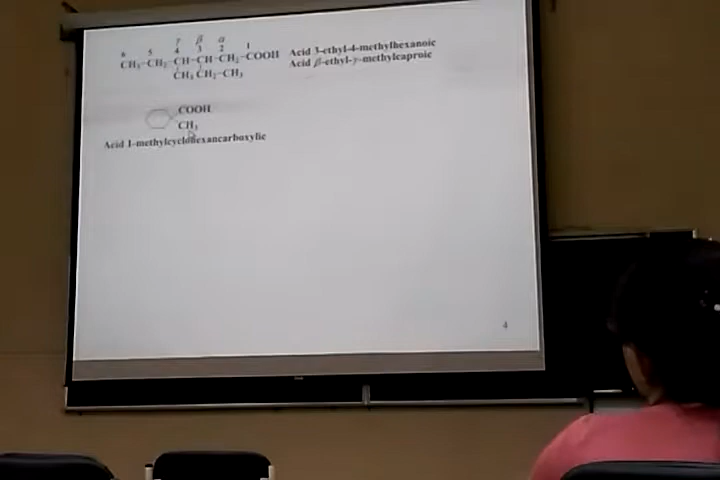 γ β α
6 5 4 3 2 1
CH₃-CH₂-CH-CH-CH₂-COOH Acid 3-ethyl-4-methylhexanoic
CH₃ CH₂-CH₃ Acid β-ethyl-γ-methylcaproic
COOH
CH₃
Acid 1-methylcyclohexancarboxylic
4